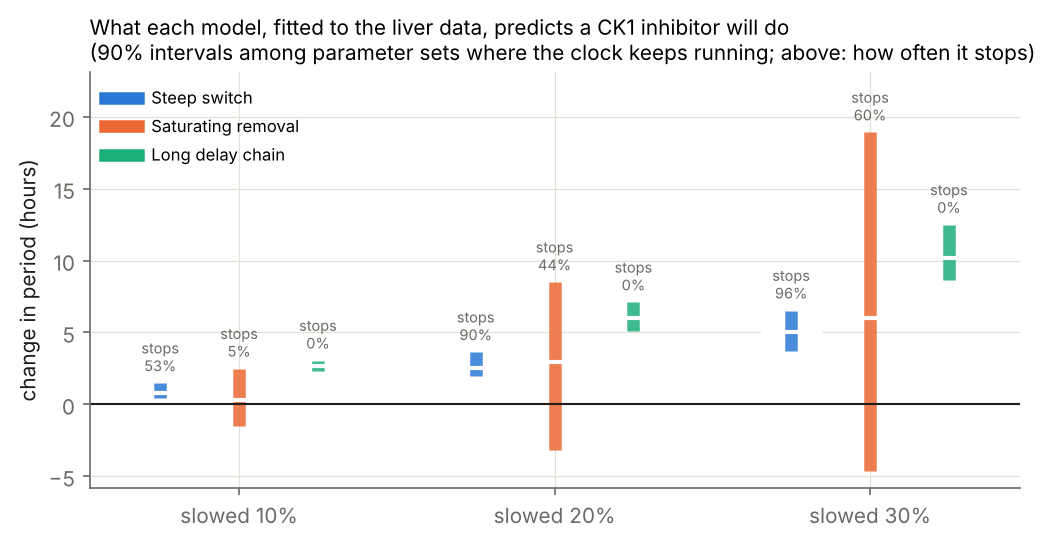 What each model, fitted to the liver data, predicts a CK1 inhibitor will do
(90% intervals among parameter sets where the clock keeps running; above: how often it stops)
Steep switch
Saturating removal
Long delay chain
change in period (hours)
20
15
10
5
0
−5
stops
53%
stops
5%
stops
0%
stops
90%
stops
44%
stops
0%
stops
96%
stops
60%
stops
0%
slowed 10%
slowed 20%
slowed 30%